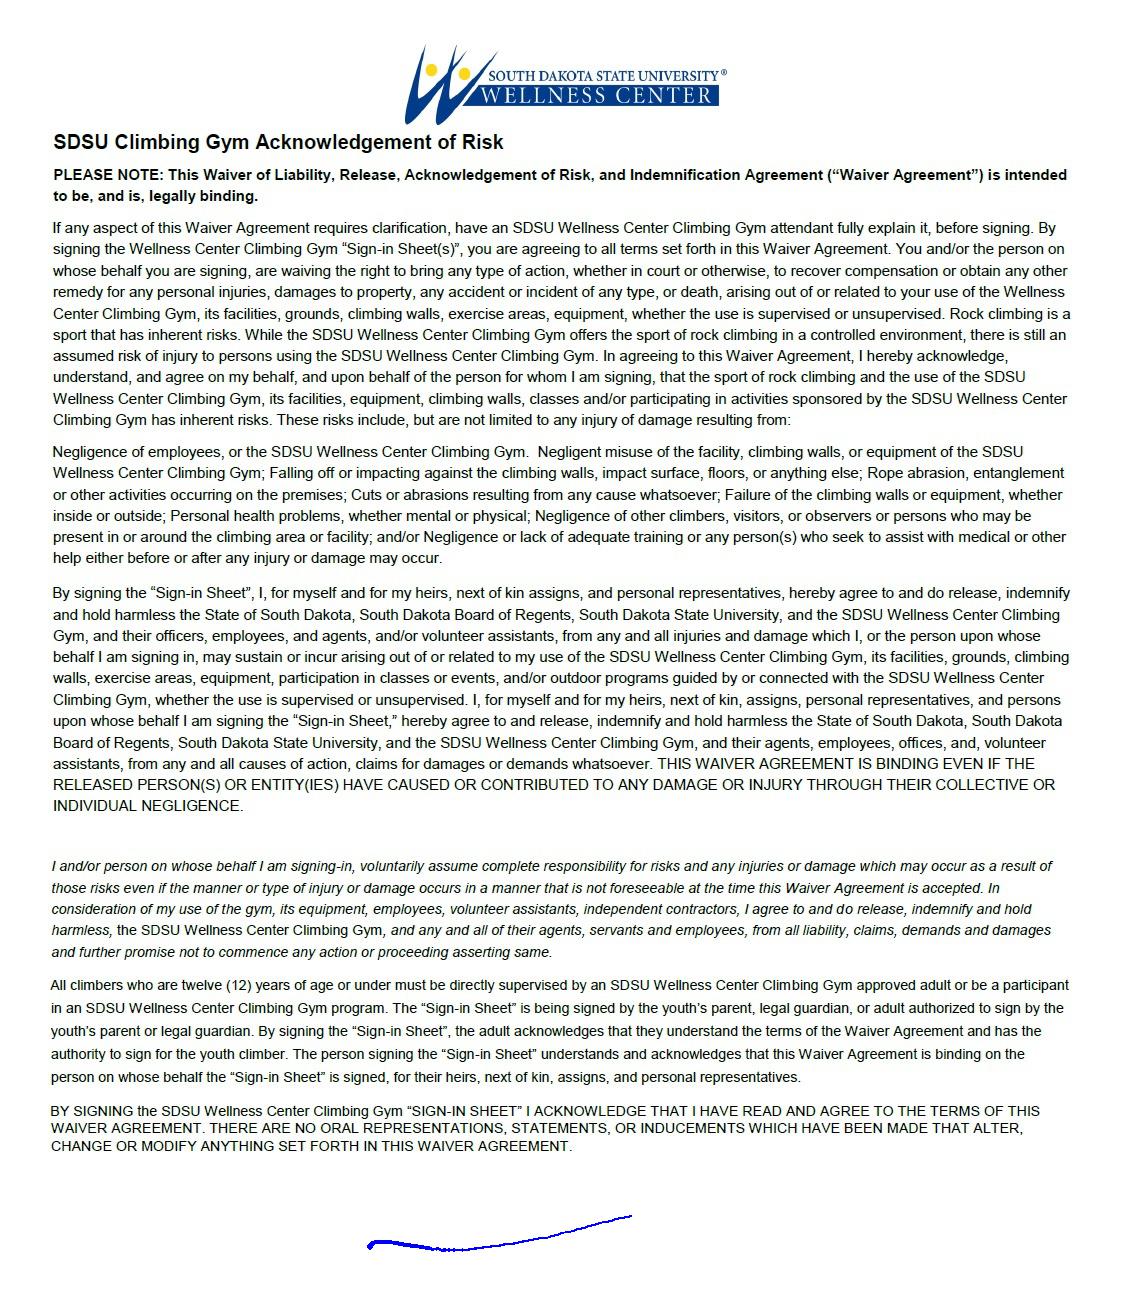 SOUTH DAKOTA STATE UNIVERSITY®
WELLNESS CENTER
SDSU Climbing Gym Acknowledgement of Risk
PLEASE NOTE: This Waiver of Liability, Release, Acknowledgement of Risk, and Indemnification Agreement (“Waiver Agreement”) is intended
to be, and is, legally binding.
If any aspect of this Waiver Agreement requires clarification, have an SDSU Wellness Center Climbing Gym attendant fully explain it, before signing. By
signing the Wellness Center Climbing Gym “Sign-in Sheet(s)”, you are agreeing to all terms set forth in this Waiver Agreement. You and/or the person on
whose behalf you are signing, are waiving the right to bring any type of action, whether in court or otherwise, to recover compensation or obtain any other
remedy for any personal injuries, damages to property, any accident or incident of any type, or death, arising out of or related to your use of the Wellness
Center Climbing Gym, its facilities, grounds, climbing walls, exercise areas, equipment, whether the use is supervised or unsupervised. Rock climbing is a
sport that has inherent risks. While the SDSU Wellness Center Climbing Gym offers the sport of rock climbing in a controlled environment, there is still an
assumed risk of injury to persons using the SDSU Wellness Center Climbing Gym. In agreeing to this Waiver Agreement, I hereby acknowledge,
understand, and agree on my behalf, and upon behalf of the person for whom I am signing, that the sport of rock climbing and the use of the SDSU
Wellness Center Climbing Gym, its facilities, equipment, climbing walls, classes and/or participating in activities sponsored by the SDSU Wellness Center
Climbing Gym has inherent risks. These risks include, but are not limited to any injury of damage resulting from:
Negligence of employees, or the SDSU Wellness Center Climbing Gym. Negligent misuse of the facility, climbing walls, or equipment of the SDSU
Wellness Center Climbing Gym; Falling off or impacting against the climbing walls, impact surface, floors, or anything else; Rope abrasion, entanglement
or other activities occurring on the premises; Cuts or abrasions resulting from any cause whatsoever; Failure of the climbing walls or equipment, whether
inside or outside; Personal health problems, whether mental or physical; Negligence of other climbers, visitors, or observers or persons who may be
present in or around the climbing area or facility; and/or Negligence or lack of adequate training or any person(s) who seek to assist with medical or other
help either before or after any injury or damage may occur.
By signing the “Sign-in Sheet”, I, for myself and for my heirs, next of kin assigns, and personal representatives, hereby agree to and do release, indemnify
and hold harmless the State of South Dakota, South Dakota Board of Regents, South Dakota State University, and the SDSU Wellness Center Climbing
Gym, and their officers, employees, and agents, and/or volunteer assistants, from any and all injuries and damage which I, or the person upon whose
behalf I am signing in, may sustain or incur arising out of or related to my use of the SDSU Wellness Center Climbing Gym, its facilities, grounds, climbing
walls, exercise areas, equipment, participation in classes or events, and/or outdoor programs guided by or connected with the SDSU Wellness Center
Climbing Gym, whether the use is supervised or unsupervised. I, for myself and for my heirs, next of kin, assigns, personal representatives, and persons
upon whose behalf I am signing the “Sign-in Sheet,” hereby agree to and release, indemnify and hold harmless the State of South Dakota, South Dakota
Board of Regents, South Dakota State University, and the SDSU Wellness Center Climbing Gym, and their agents, employees, offices, and, volunteer
assistants, from any and all causes of action, claims for damages or demands whatsoever. THIS WAIVER AGREEMENT IS BINDING EVEN IF THE
RELEASED PERSON(S) OR ENTITY(IES) HAVE CAUSED OR CONTRIBUTED TO ANY DAMAGE OR INJURY THROUGH THEIR COLLECTIVE OR
INDIVIDUAL NEGLIGENCE.
I and/or person on whose behalf I am signing-in, voluntarily assume complete responsibility for risks and any injuries or damage which may occur as a result of
those risks even if the manner or type of injury or damage occurs in a manner that is not foreseeable at the time this Waiver Agreement is accepted. In
consideration of my use of the gym, its equipment, employees, volunteer assistants, independent contractors, I agree to and do release, indemnify and hold
harmless, the SDSU Wellness Center Climbing Gym, and any and all of their agents, servants and employees, from all liability, claims, demands and damages
and further promise not to commence any action or proceeding asserting same.
All climbers who are twelve (12) years of age or under must be directly supervised by an SDSU Wellness Center Climbing Gym approved adult or be a participant
in an SDSU Wellness Center Climbing Gym program. The “Sign-in Sheet” is being signed by the youth’s parent, legal guardian, or adult authorized to sign by the
youth’s parent or legal guardian. By signing the “Sign-in Sheet”, the adult acknowledges that they understand the terms of the Waiver Agreement and has the
authority to sign for the youth climber. The person signing the “Sign-in Sheet” understands and acknowledges that this Waiver Agreement is binding on the
person on whose behalf the “Sign-in Sheet” is signed, for their heirs, next of kin, assigns, and personal representatives.
BY SIGNING the SDSU Wellness Center Climbing Gym “SIGN-IN SHEET” I ACKNOWLEDGE THAT I HAVE READ AND AGREE TO THE TERMS OF THIS
WAIVER AGREEMENT. THERE ARE NO ORAL REPRESENTATIONS, STATEMENTS, OR INDUCEMENTS WHICH HAVE BEEN MADE THAT ALTER,
CHANGE OR MODIFY ANYTHING SET FORTH IN THIS WAIVER AGREEMENT.